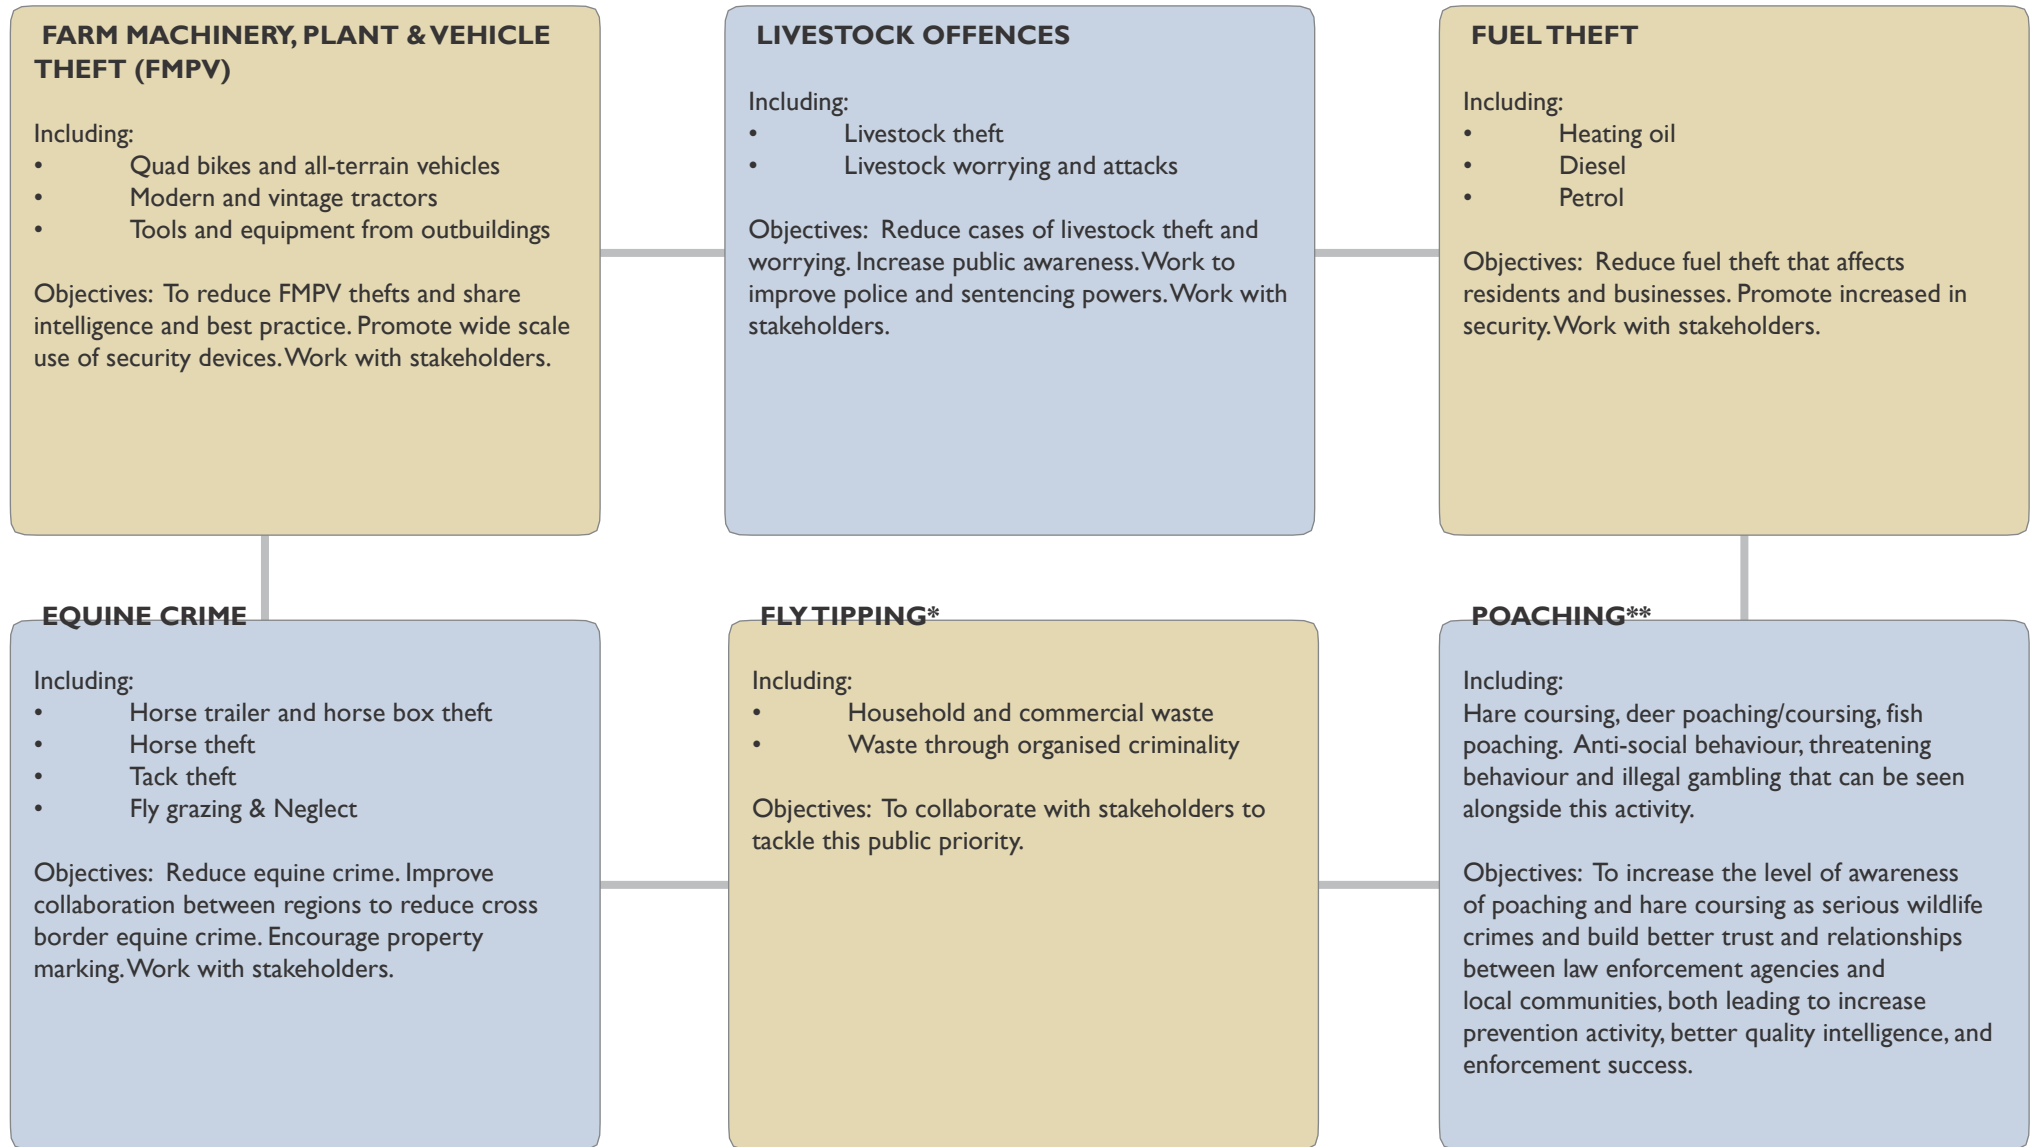 FARM MACHINERY, PLANT & VEHICLE
THEFT (FMPV)
Including:
• Quad bikes and all-terrain vehicles
• Modern and vintage tractors
• Tools and equipment from outbuildings
Objectives: To reduce FMPV thefts and share
intelligence and best practice. Promote wide scale
use of security devices. Work with stakeholders.
LIVESTOCK OFFENCES
Including:
• Livestock theft
• Livestock worrying and attacks
Objectives: Reduce cases of livestock theft and
worrying. Increase public awareness. Work to
improve police and sentencing powers. Work with
stakeholders.
FUEL THEFT
Including:
• Heating oil
• Diesel
• Petrol
Objectives: Reduce fuel theft that affects
residents and businesses. Promote increased in
security. Work with stakeholders.
EQUINE CRIME
Including:
• Horse trailer and horse box theft
• Horse theft
• Tack theft
• Fly grazing & Neglect
Objectives: Reduce equine crime. Improve
collaboration between regions to reduce cross
border equine crime. Encourage property
marking. Work with stakeholders.
FLY TIPPING*
Including:
• Household and commercial waste
• Waste through organised criminality
Objectives: To collaborate with stakeholders to
tackle this public priority.
POACHING**
Including:
Hare coursing, deer poaching/coursing, fish
poaching. Anti-social behaviour, threatening
behaviour and illegal gambling that can be seen
alongside this activity.
Objectives: To increase the level of awareness
of poaching and hare coursing as serious wildlife
crimes and build better trust and relationships
between law enforcement agencies and
local communities, both leading to increase
prevention activity, better quality intelligence, and
enforcement success.